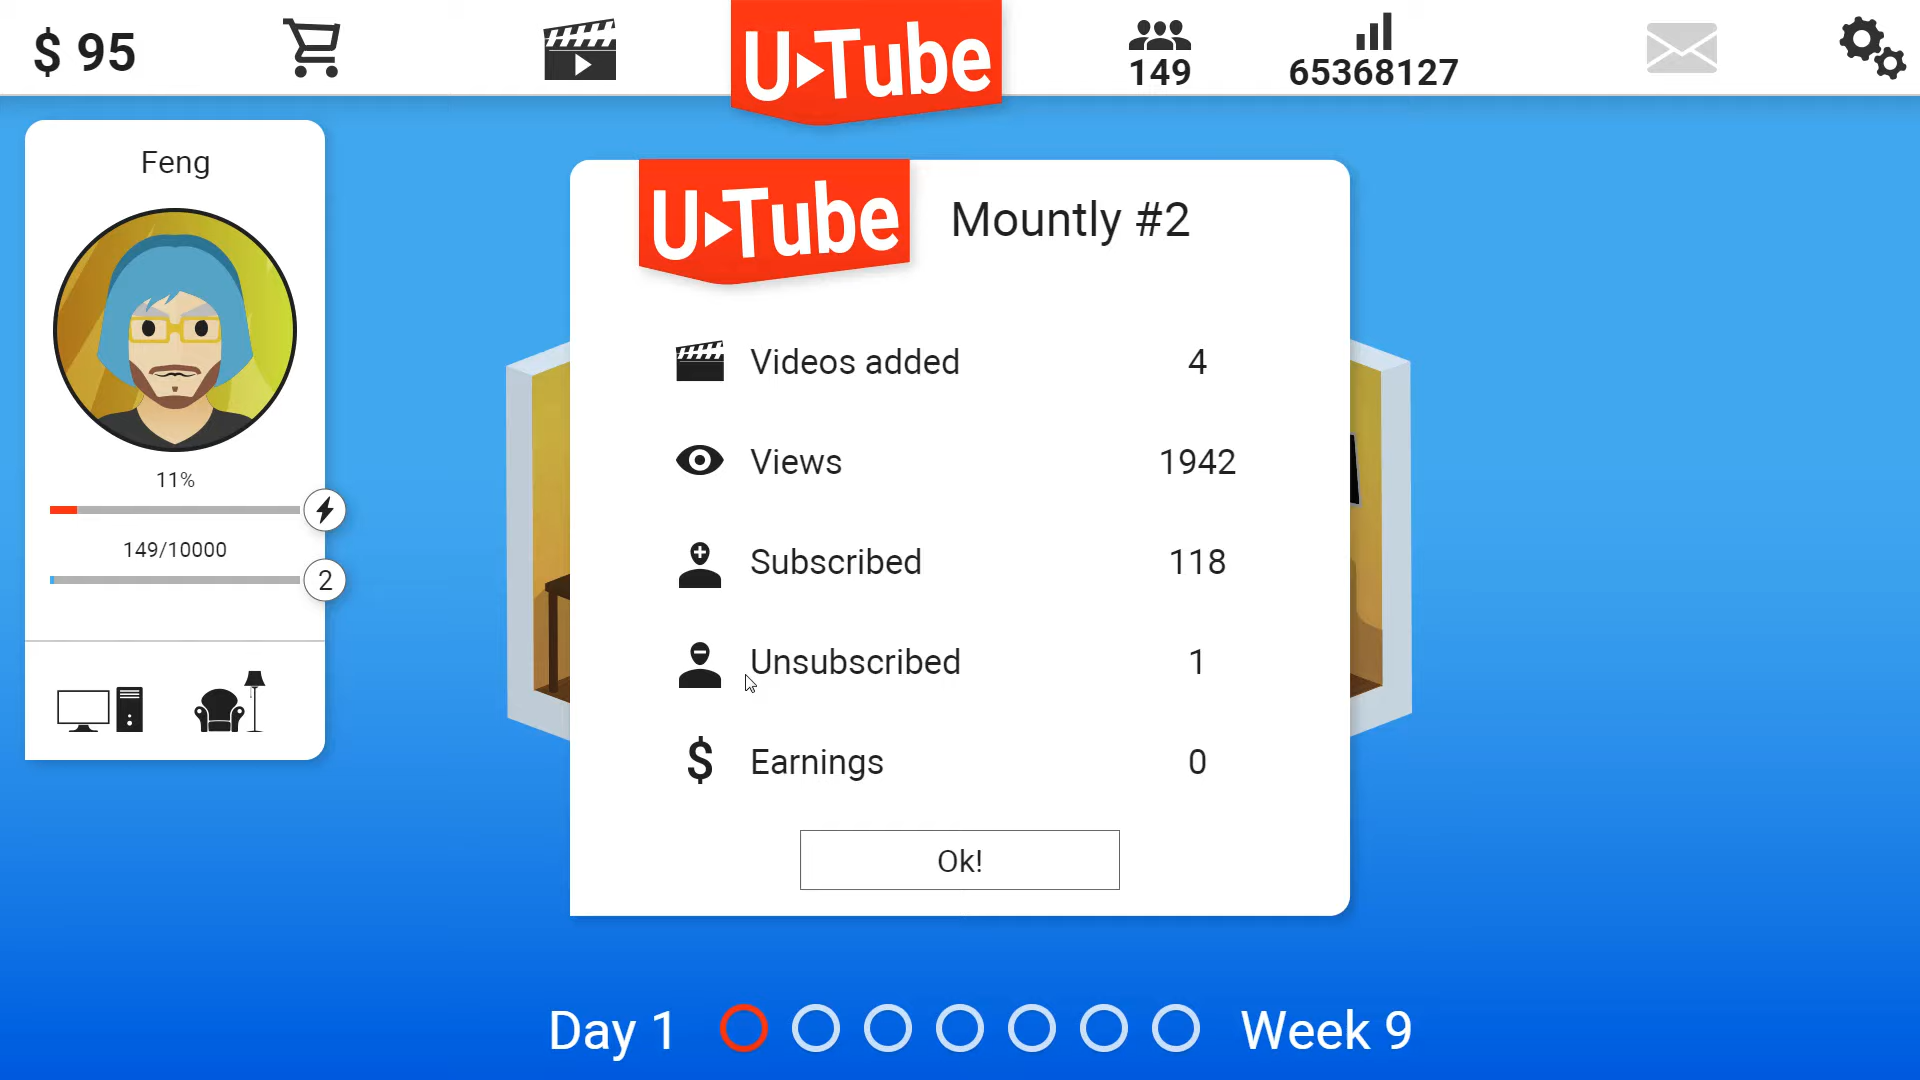 $ 95
U Tube
149
65368127
Feng
11%
149/10000
2
U Tube
Mountly #2
Videos added 4
Views 1942
Subscribed 118
Unsubscribed 1
$ Earnings 0
Ok!
Day 1
Week 9